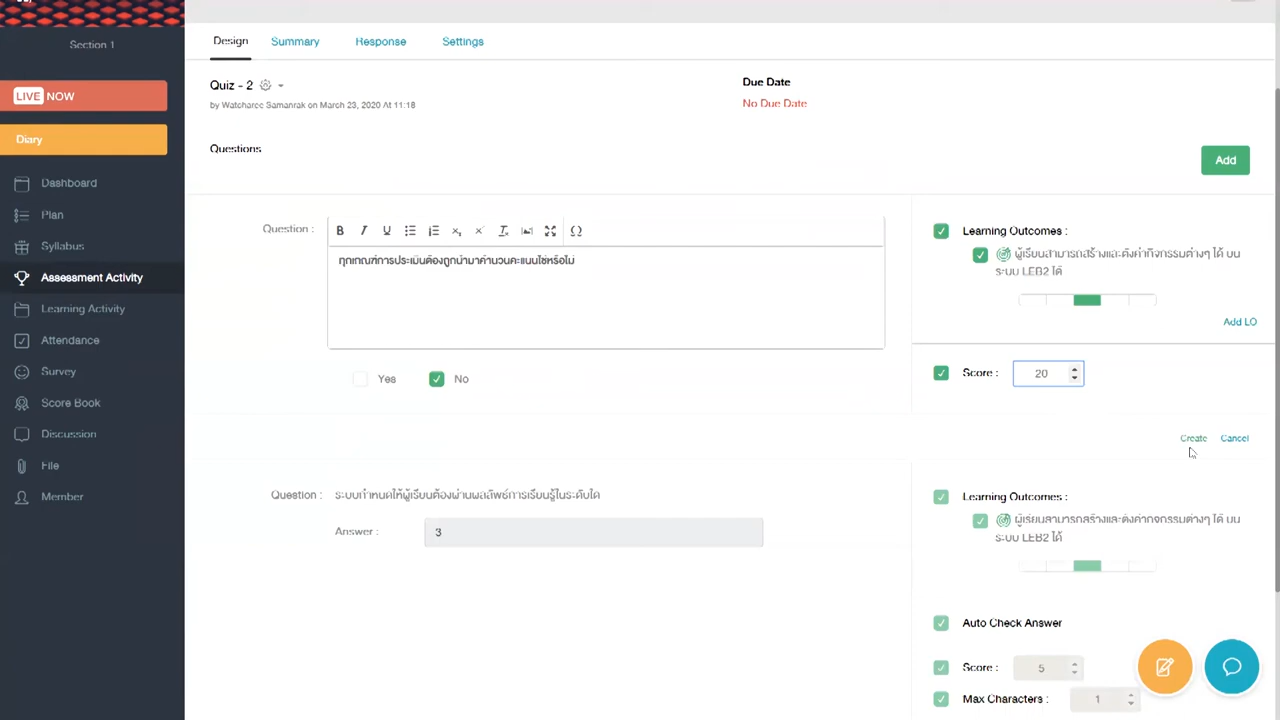 Section 1
LIVE NOW
Diary
Dashboard
Plan
Syllabus
Assessment Activity
Learning Activity
Attendance
Survey
Score Book
Discussion
File
Member
Design Summary Response Settings
Quiz - 2
by Watcharee Samanrak on March 23, 2020 At 11:18
Due Date
No Due Date
Questions
Add
Question :
B I U
ทุกเกณฑ์การประเมินต้องถูกนำมาคำนวนคะแนนใช่หรือไม่
Yes No
Learning Outcomes :
ผู้เรียนสามารถสร้างและตั้งค่ากิจกรรมต่างๆ ได้ บน
ระบบ LEB2 ได้
Add LO
Score : 20
Create Cancel
Question : ระบบกำหนดให้ผู้เรียนต้องผ่านผลลัพธ์การเรียนรู้ในระดับใด
Answer : 3
Learning Outcomes :
ผู้เรียนสามารถสร้างและตั้งค่ากิจกรรมต่างๆ ได้ บน
ระบบ LEB2 ได้
Auto Check Answer
Score : 5
Max Characters : 1